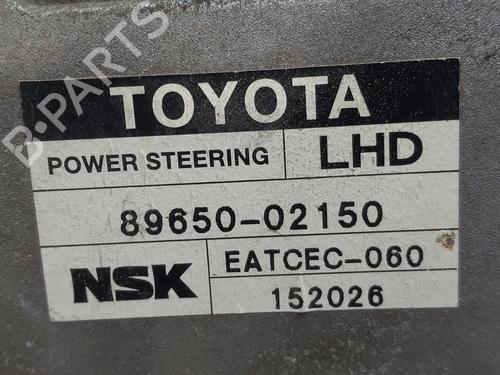 B-PARTS
TOYOTA
POWER STEERING LHD
89650-02150
NSK EATCEC-060
152026